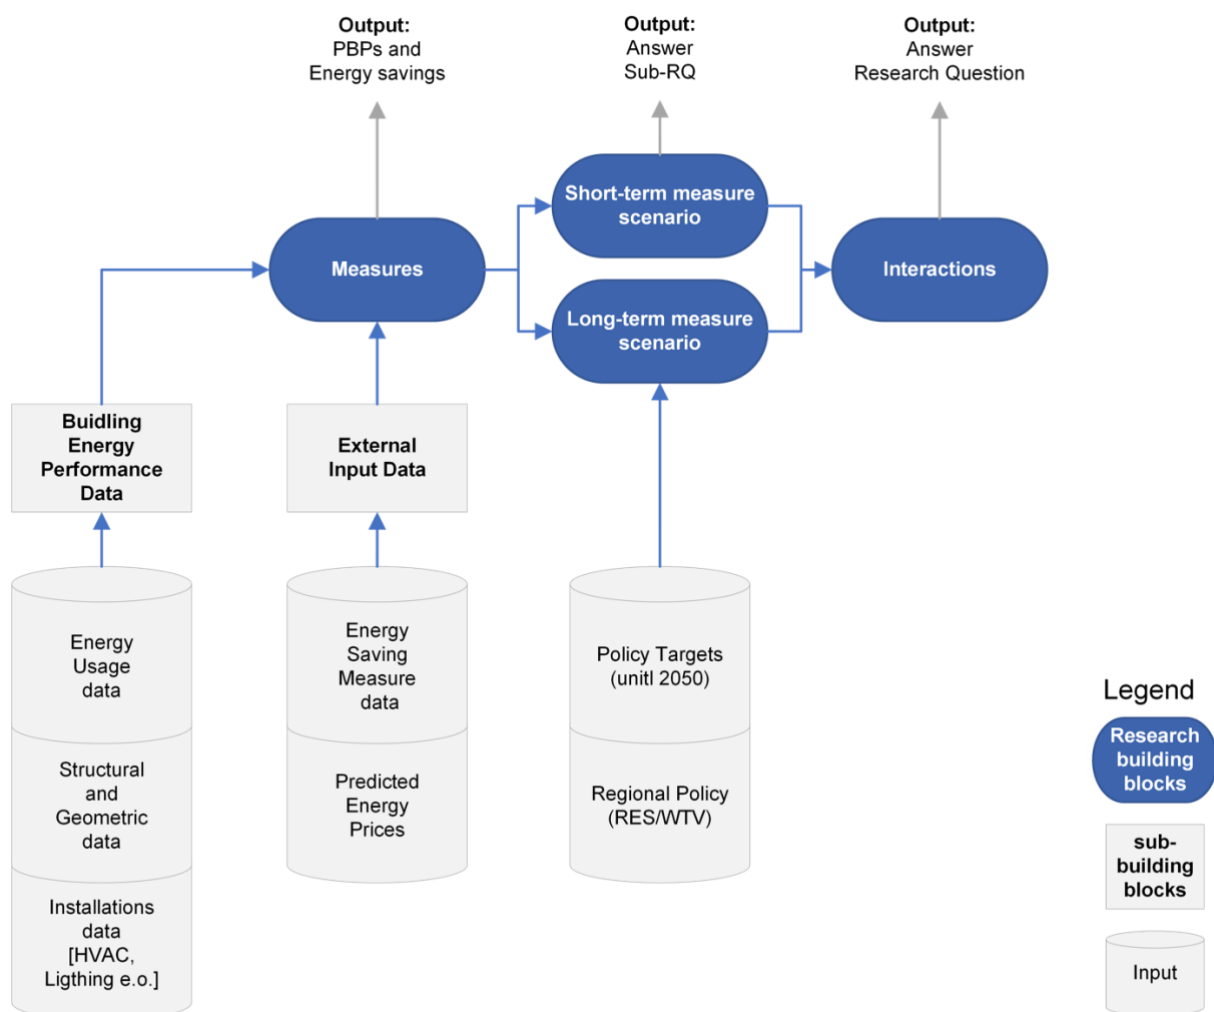 Output:
PBPs and
Energy savings
Output:
Answer
Sub-RQ
Output:
Answer
Research Question
Short-term measure
scenario
Measures
Interactions
Long-term measure
scenario
Buidling
Energy
Performance
Data
External
Input Data
Energy
Usage
data
Structural
and
Geometric
data
Installations
data
[HVAC,
Ligthing e.o.]
Energy
Saving
Measure
data
Predicted
Energy
Prices
Policy Targets
(unitl 2050)
Regional Policy
(RES/WTV)
Legend
Research
building
blocks
sub-
building
blocks
Input